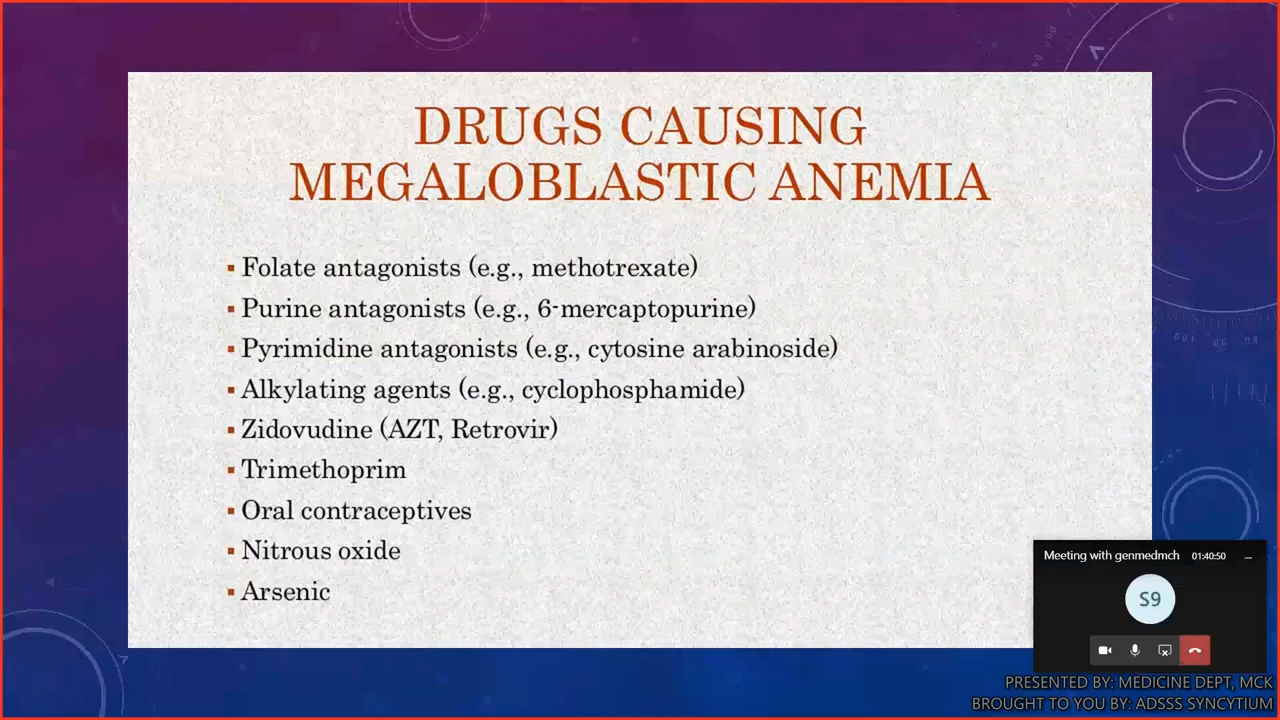 DRUGS CAUSING
MEGALOBLASTIC ANEMIA
▪ Folate antagonists (e.g., methotrexate)
▪ Purine antagonists (e.g., 6-mercaptopurine)
▪ Pyrimidine antagonists (e.g., cytosine arabinoside)
▪ Alkylating agents (e.g., cyclophosphamide)
▪ Zidovudine (AZT, Retrovir)
▪ Trimethoprim
▪ Oral contraceptives
▪ Nitrous oxide
▪ Arsenic
Meeting with genmedmch 01:40:50
S9
PRESENTED BY: MEDICINE DEPT, MCK
BROUGHT TO YOU BY: ADSSS SYNCYTIUM